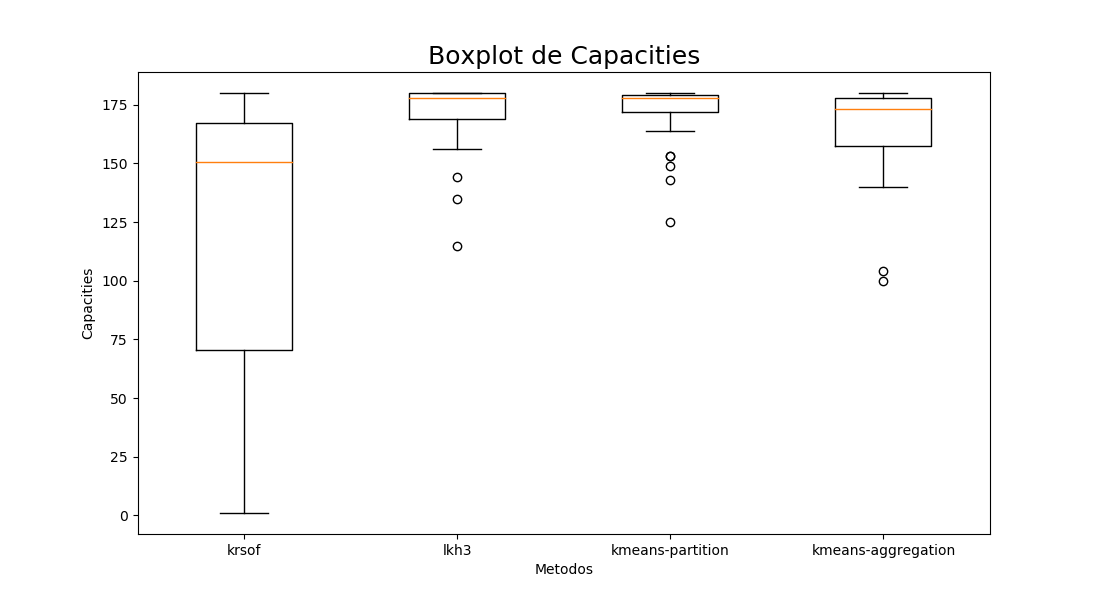 Boxplot de Capacities
Capacities
175
150
125
100
75
50
25
0
krsof
lkh3
kmeans-partition
kmeans-aggregation
Metodos